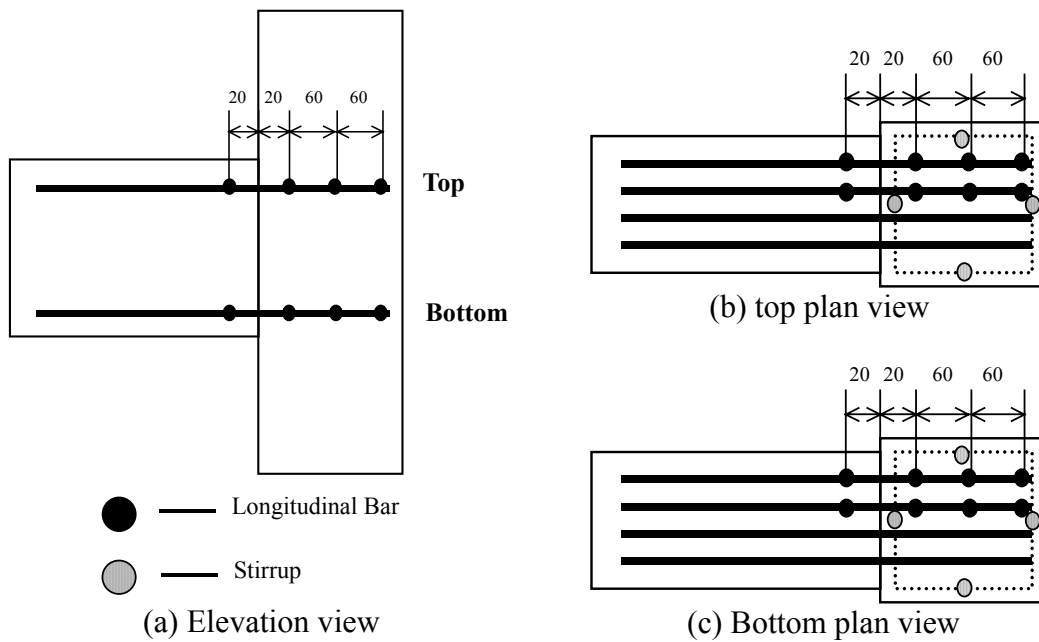 20 20 60 60
Top
Bottom
Longitudinal Bar
Stirrup
(a) Elevation view
20 20 60 60
(b) top plan view
20 20 60 60
(c) Bottom plan view